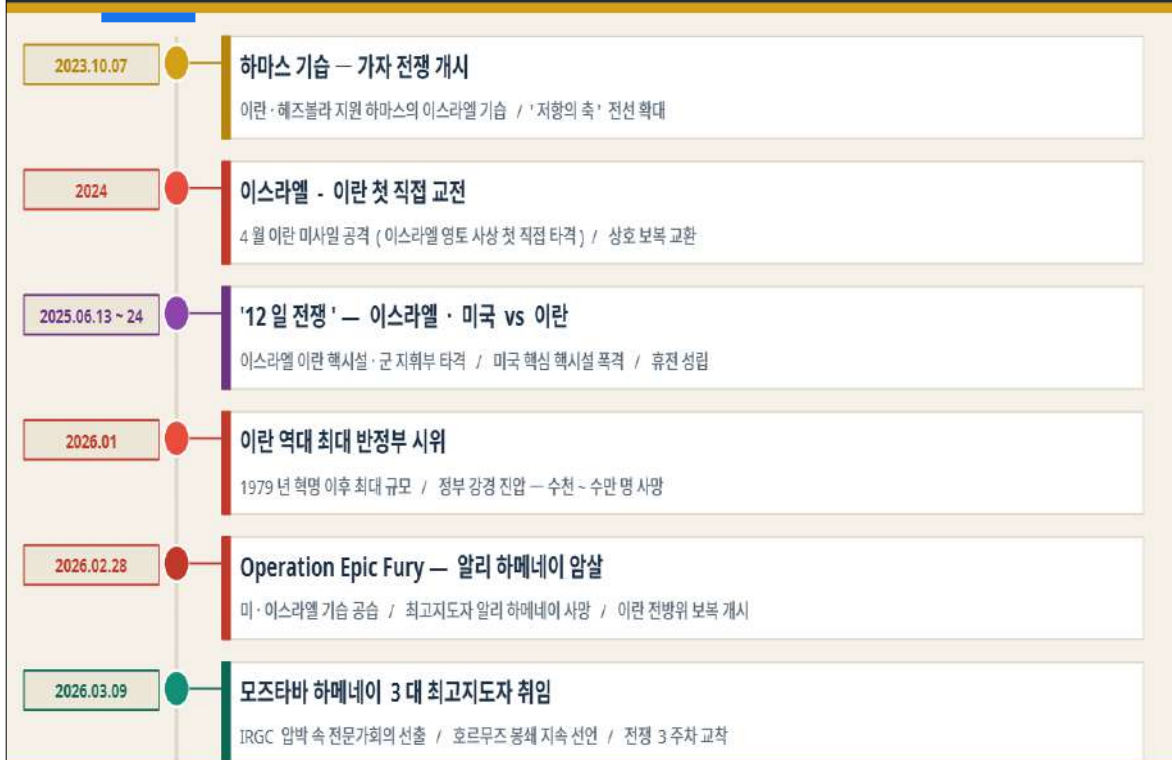 2023.10.07
하마스 기습 — 가자 전쟁 개시
이란 · 헤즈볼라 지원 하마스의 이스라엘 기습 / '저항의 축' 전선 확대
2024
이스라엘 - 이란 첫 직접 교전
4 월 이란 미사일 공격 ( 이스라엘 영토 사상 첫 직접 타격 ) / 상호 보복 교환
2025.06.13 ~ 24
'12 일 전쟁 ' — 이스라엘 · 미국 vs 이란
이스라엘 이란 핵시설 · 군 지휘부 타격 / 미국 핵심 핵시설 폭격 / 휴전 성립
2026.01
이란 역대 최대 반정부 시위
1979 년 혁명 이후 최대 규모 / 정부 강경 진압 — 수천 ~ 수만 명 사망
2026.02.28
Operation Epic Fury — 알리 하메네이 암살
미 · 이스라엘 기습 공습 / 최고지도자 알리 하메네이 사망 / 이란 전방위 보복 개시
2026.03.09
모즈타바 하메네이 3 대 최고지도자 취임
IRGC 압박 속 전문가회의 선출 / 호르무즈 봉쇄 지속 선언 / 전쟁 3 주차 교착